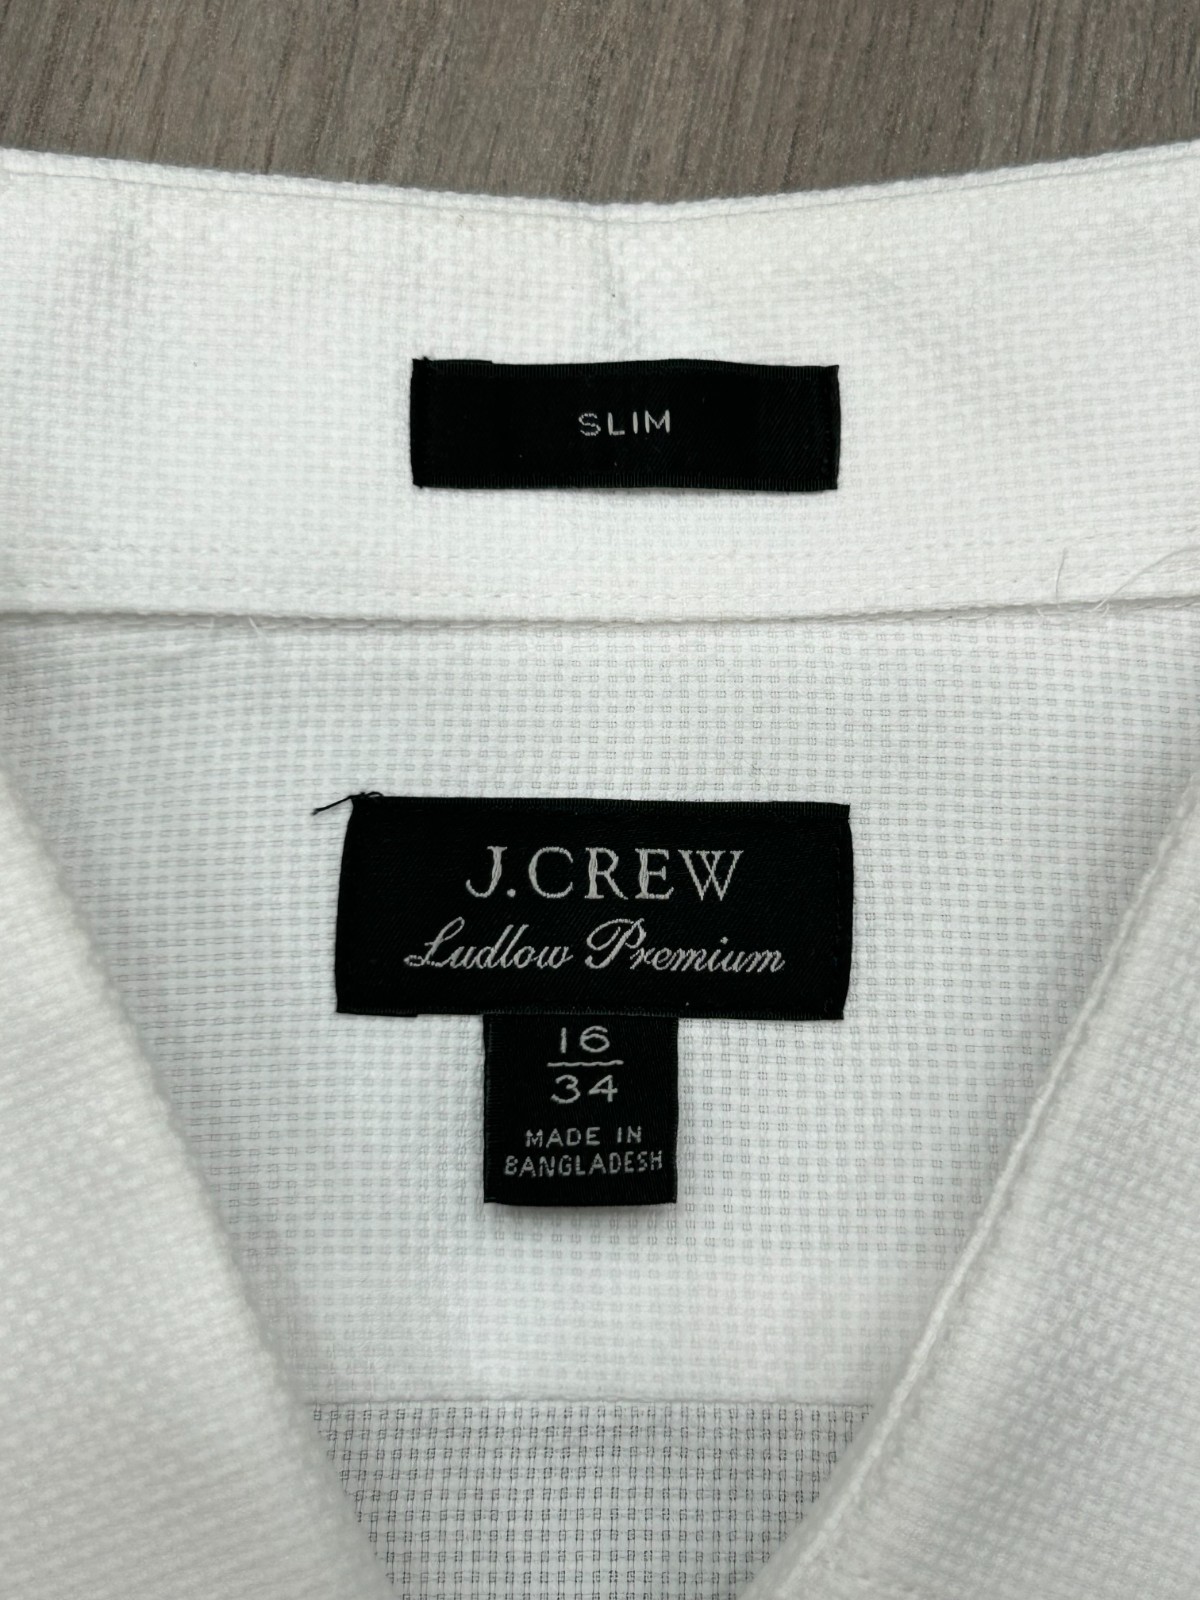 SLIM
J.CREW
Ludlow Premium
16
34
MADE IN
BANGLADESH